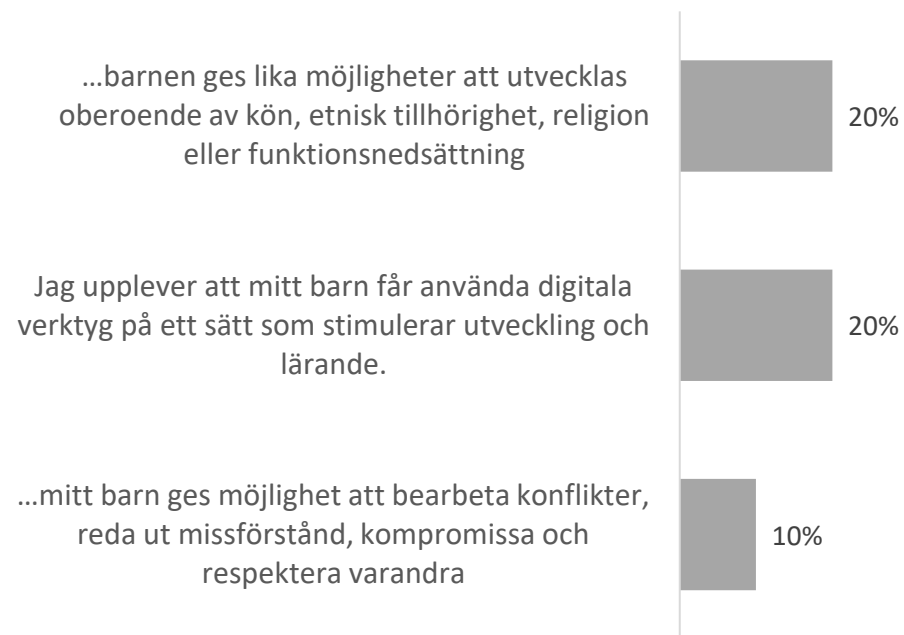 …barnen ges lika möjligheter att utvecklas
oberoende av kön, etnisk tillhörighet, religion
eller funktionsnedsättning
20%
Jag upplever att mitt barn får använda digitala
verktyg på ett sätt som stimulerar utveckling och
lärande.
20%
…mitt barn ges möjlighet att bearbeta konflikter,
reda ut missförstånd, kompromissa och
respektera varandra
10%